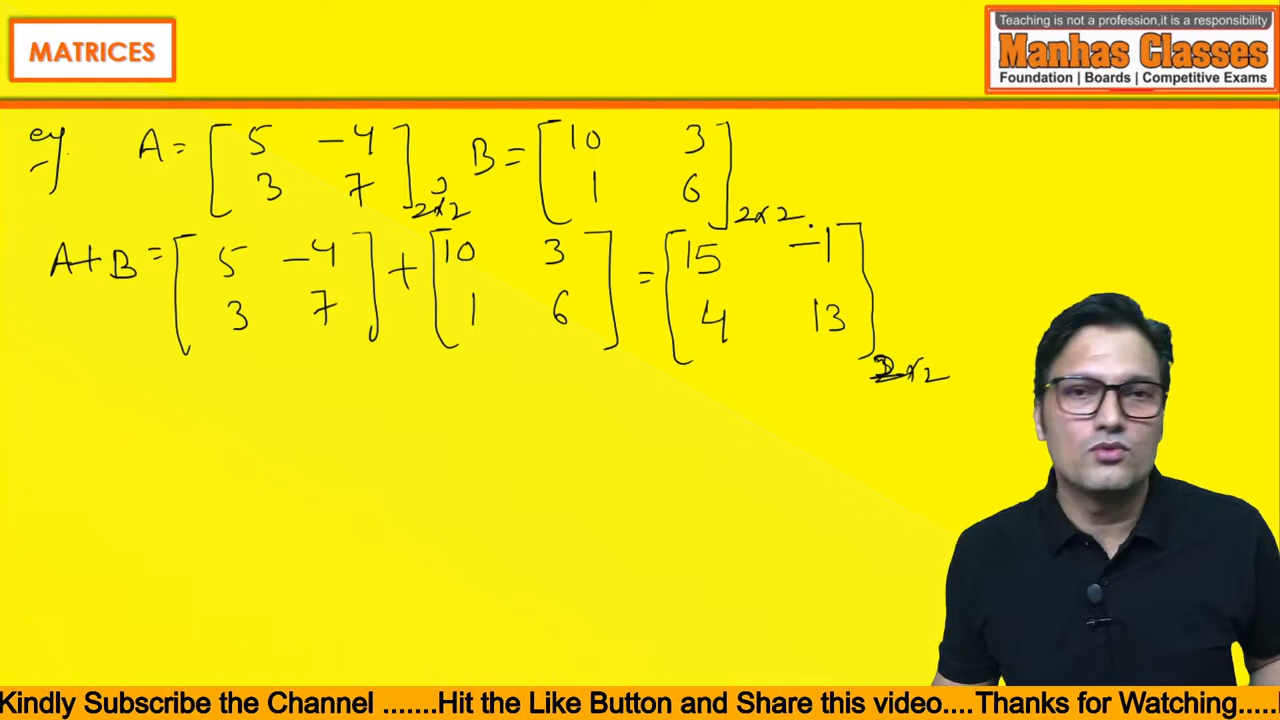 MATRICES
Teaching is not a profession,it is a responsibility
Manhas Classes
Foundation | Boards | Competitive Exams
eg A = [ 5 -4 ]2x2 , B = [ 10 3 ]2x2
3 7 1 6
A+B = [ 5 -4 ] + [ 10 3 ] = [ 15 -1 ]2x2
3 7 1 6 4 13
Kindly Subscribe the Channel .......Hit the Like Button and Share this video....Thanks for Watching.....